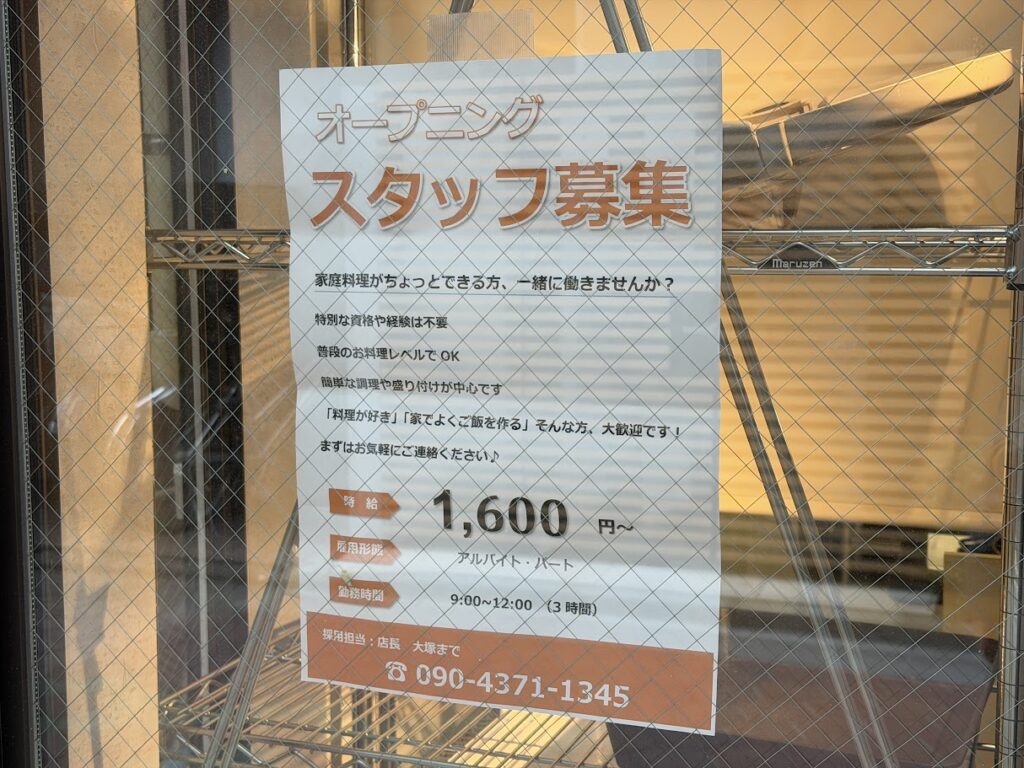 オープニング
スタッフ募集
Maruzen
家庭料理がちょっとできる方、一緒に働きませんか？
特別な資格や経験は不要
普段のお料理レベルでOK
簡単な調理や盛り付けが中心です
「料理が好き」「家でよくご飯を作る」そんな方、大歓迎です！
まずはお気軽にご連絡ください♪
時　給　1,600 円～
雇用形態　アルバイト・パート
勤務時間　9:00~12:00 （3時間）
採用担当：店長　大塚まで
☎ 090-4371-1345